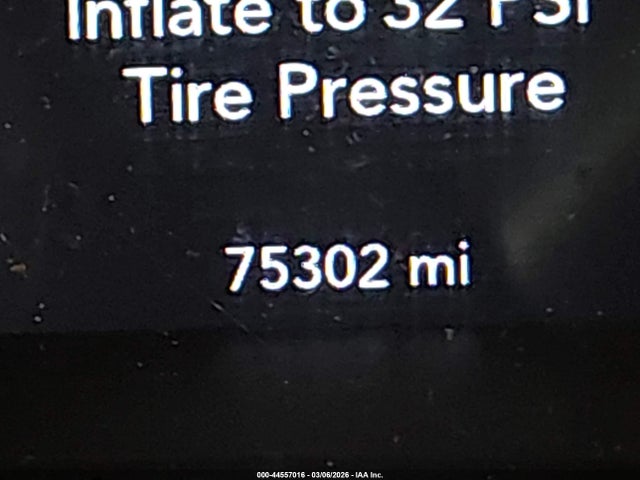 Inflate to 32 PSI
Tire Pressure
75302 mi
000-44557016 - 03/06/2026 - IAA Inc.